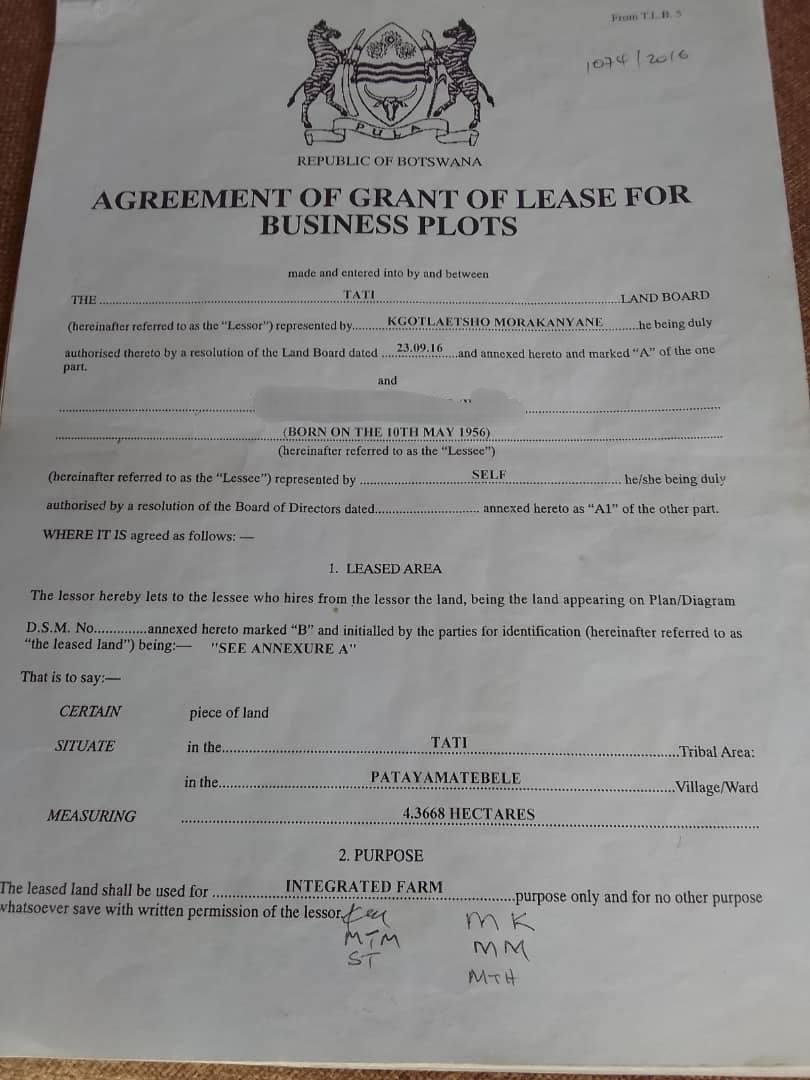 From T.L.B. 5
1074/2016
PULA
REPUBLIC OF BOTSWANA
AGREEMENT OF GRANT OF LEASE FOR
BUSINESS PLOTS
made and entered into by and between
THE ........ TATI ........ LAND BOARD
(hereinafter referred to as the "Lessor") represented by........ KGOTLAETSHO MORAKANYANE ........he being duly
authorised thereto by a resolution of the Land Board dated .....23.09.16.....and annexed hereto and marked "A" of the one
part.
and
(BORN ON THE 10TH MAY 1956)
(hereinafter referred to as the "Lessee")
(hereinafter referred to as the "Lessee") represented by ........ SELF ........ he/she being duly
authorised by a resolution of the Board of Directors dated........ annexed hereto as "A1" of the other part.
WHERE IT IS agreed as follows: —
1. LEASED AREA
The lessor hereby lets to the lessee who hires from the lessor the land, being the land appearing on Plan/Diagram
D.S.M. No..............annexed hereto marked "B" and initialled by the parties for identification (hereinafter referred to as
"the leased land") being:— "SEE ANNEXURE A"
That is to say:—
CERTAIN piece of land
SITUATE in the........ TATI ........Tribal Area:
in the........ PATAYAMATEBELE ........Village/Ward
MEASURING ........ 4.3668 HECTARES ........
2. PURPOSE
The leased land shall be used for ........ INTEGRATED FARM ........purpose only and for no other purpose
whatsoever save with written permission of the lessor.
MTM
ST
MK
MM
MTH